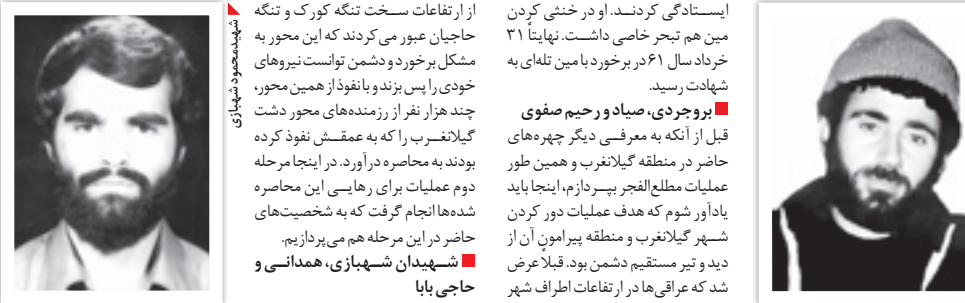 ایستادگی کردند. او در خنثی کردن
مین هم تبحر خاصی داشت. نهایتاً ۳۱
خرداد سال ۶۱ در برخورد با مین تله‌ای به
شهادت رسید.
بروجردی، صیاد و رحیم صفوی
قبل از آنکه به معرفی دیگر چهره‌های
حاضر در منطقه گیلانغرب و همین طور
عملیات مطلع‌الفجر بپردازم، اینجا باید
یادآور شوم که هدف عملیات دور کردن
شهر گیلانغرب و منطقه پیرامون آن از
دید و تیر مستقیم دشمن بود. قبلاً عرض
شد که عراقی‌ها در ارتفاعات اطراف شهر
از ارتفاعات سخت تنگه کورک و تنگه
حاجیان عبور می‌کردند که این محور به
مشکل برخورد و دشمن توانست نیروهای
خودی را پس بزند و با نفوذ از همین محور،
چند هزار نفر از رزمنده‌های محور دشت
گیلانغرب را که به عمقش نفوذ کرده
بودند به محاصره درآورد. در اینجا مرحله
دوم عملیات برای رهایی این محاصره
شده‌ها انجام گرفت که به شخصیت‌های
حاضر در این مرحله هم می‌پردازیم.
شهیدان شهبازی، همدانی و
حاجی بابا
شهید محمود شهبازی